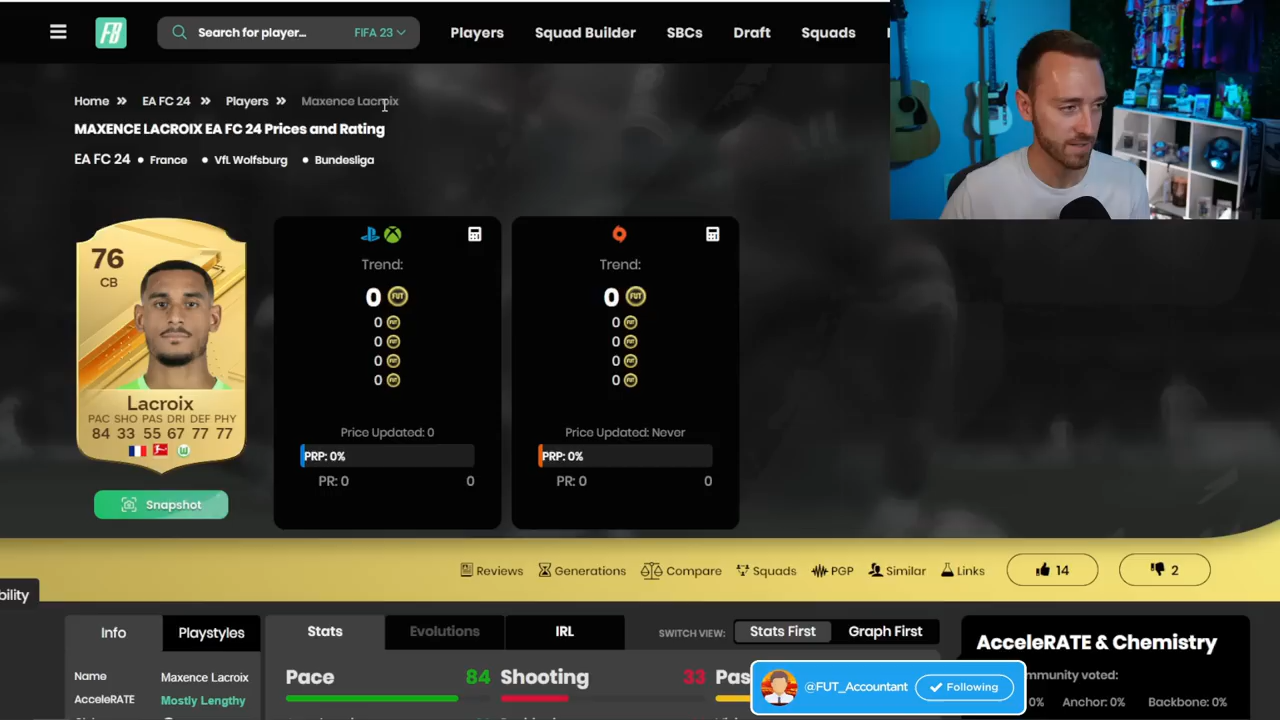 FB
Search for player...
FIFA 23
Players
Squad Builder
SBCs
Draft
Squads
Home » EA FC 24 » Players » Maxence Lacroix
MAXENCE LACROIX EA FC 24 Prices and Rating
EA FC 24 • France • VfL Wolfsburg • Bundesliga
76
CB
Lacroix
PAC SHO PAS DRI DEF PHY
84 33 55 67 77 77
Snapshot
Trend:
0 FUT
0
0
0
0
Price Updated: 0
PRP: 0%
PR: 0
0
Trend:
0 FUT
0
0
0
0
Price Updated: Never
PRP: 0%
PR: 0
0
Reviews
Generations
Compare
Squads
PGP
Similar
Links
14
2
bility
Info
Playstyles
Stats
Evolutions
IRL
SWITCH VIEW:
Stats First
Graph First
AcceleRATE & Chemistry
Name
Maxence Lacroix
AcceleRATE
Mostly Lengthy
Pace 84
Shooting 33
Pas
mmunity voted:
0%
Anchor: 0%
Backbone: 0%
@FUT_Accountant
Following